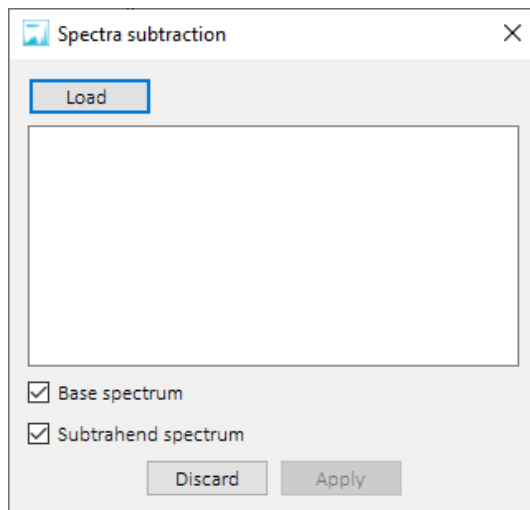 Spectra subtraction
Load
Base spectrum
Subtrahend spectrum
Discard Apply